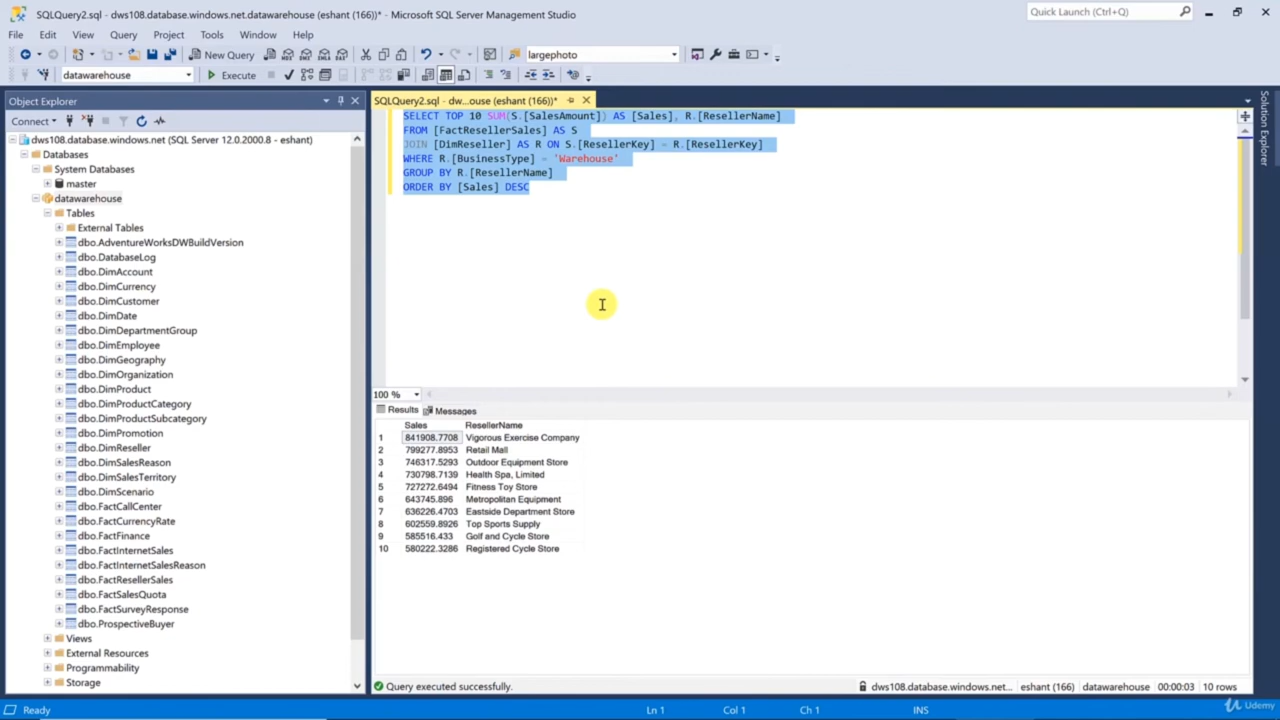 SQLQuery2.sql - dws108.database.windows.net.datawarehouse (eshant (166))* - Microsoft SQL Server Management Studio
Quick Launch (Ctrl+Q)
File Edit View Query Project Tools Window Help
New Query
largephoto
datawarehouse
Execute
Object Explorer
Connect
dws108.database.windows.net (SQL Server 12.0.2000.8 - eshant)
Databases
System Databases
master
datawarehouse
Tables
External Tables
dbo.AdventureWorksDWBuildVersion
dbo.DatabaseLog
dbo.DimAccount
dbo.DimCurrency
dbo.DimCustomer
dbo.DimDate
dbo.DimDepartmentGroup
dbo.DimEmployee
dbo.DimGeography
dbo.DimOrganization
dbo.DimProduct
dbo.DimProductCategory
dbo.DimProductSubcategory
dbo.DimPromotion
dbo.DimReseller
dbo.DimSalesReason
dbo.DimSalesTerritory
dbo.DimScenario
dbo.FactCallCenter
dbo.FactCurrencyRate
dbo.FactFinance
dbo.FactInternetSales
dbo.FactInternetSalesReason
dbo.FactResellerSales
dbo.FactSalesQuota
dbo.FactSurveyResponse
dbo.ProspectiveBuyer
Views
External Resources
Programmability
Storage
SQLQuery2.sql - dw...ouse (eshant (166))*
SELECT TOP 10 SUM(S.[SalesAmount]) AS [Sales], R.[ResellerName]
FROM [FactResellerSales] AS S
JOIN [DimReseller] AS R ON S.[ResellerKey] = R.[ResellerKey]
WHERE R.[BusinessType] = 'Warehouse'
GROUP BY R.[ResellerName]
ORDER BY [Sales] DESC
100 %
Results Messages
Sales ResellerName
1 841908.7708 Vigorous Exercise Company
2 799277.8953 Retail Mall
3 746317.5293 Outdoor Equipment Store
4 730798.7139 Health Spa, Limited
5 727272.6494 Fitness Toy Store
6 643745.896 Metropolitan Equipment
7 636226.4703 Eastside Department Store
8 602559.8926 Top Sports Supply
9 585516.433 Golf and Cycle Store
10 580222.3286 Registered Cycle Store
Query executed successfully.
dws108.database.windows.net... eshant (166) datawarehouse 00:00:03 10 rows
Solution Explorer
Ready
Ln 1 Col 1 Ch 1 INS
Udemy